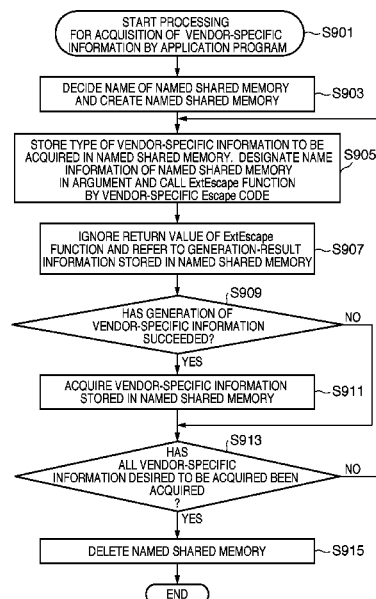 START PROCESSING
FOR ACQUISITION OF VENDOR-SPECIFIC
INFORMATION BY APPLICATION PROGRAM
S901
DECIDE NAME OF NAMED SHARED MEMORY
AND CREATE NAMED SHARED MEMORY
S903
STORE TYPE OF VENDOR-SPECIFIC INFORMATION TO BE
ACQUIRED IN NAMED SHARED MEMORY. DESIGNATE NAME
INFORMATION OF NAMED SHARED MEMORY
IN ARGUMENT AND CALL ExtEscape FUNCTION
BY VENDOR-SPECIFIC Escape CODE
S905
IGNORE RETURN VALUE OF ExtEscape
FUNCTION AND REFER TO GENERATION-RESULT
INFORMATION STORED IN NAMED SHARED MEMORY
S907
S909
HAS GENERATION OF
VENDOR-SPECIFIC INFORMATION
SUCCEEDED?
NO
YES
ACQUIRE VENDOR-SPECIFIC INFORMATION
STORED IN NAMED SHARED MEMORY
S911
S913
HAS
ALL VENDOR-SPECIFIC
INFORMATION DESIRED TO BE ACQUIRED BEEN
ACQUIRED
?
NO
YES
DELETE NAMED SHARED MEMORY
S915
END